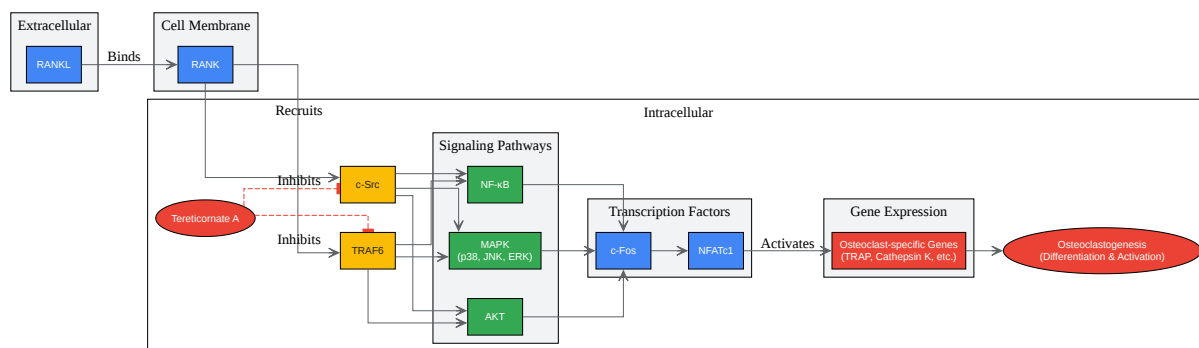 Extracellular
Cell Membrane
RANKL
Binds
RANK
Recruits
Intracellular
Signaling Pathways
Inhibits
c-Src
NF-κB
Tereticornate A
Transcription Factors
Gene Expression
Inhibits
TRAF6
MAPK
(p38, JNK, ERK)
c-Fos
NFATc1
Activates
Osteoclast-specific Genes
(TRAP, Cathepsin K, etc.)
Osteoclastogenesis
(Differentiation & Activation)
AKT